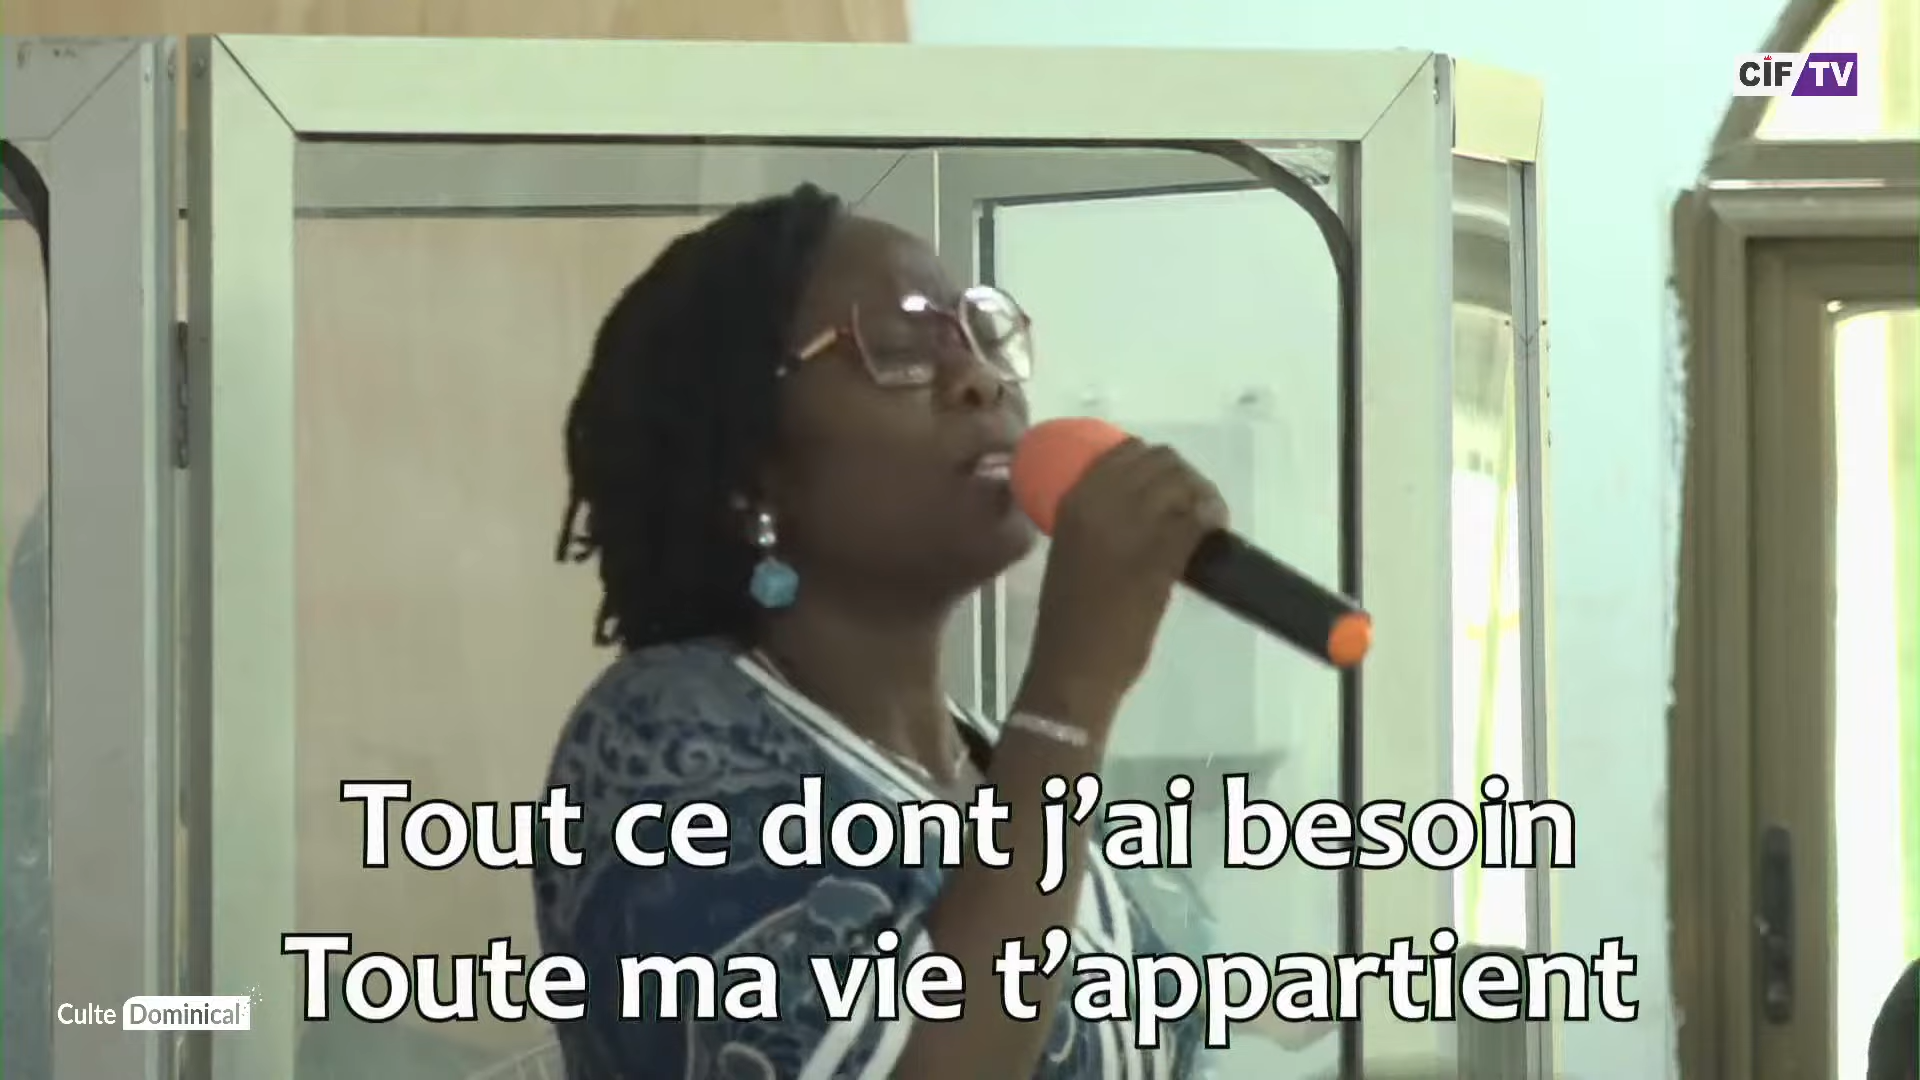 CIF/TV
Tout ce dont j’ai besoin
Toute ma vie t’appartient
Culte Dominical